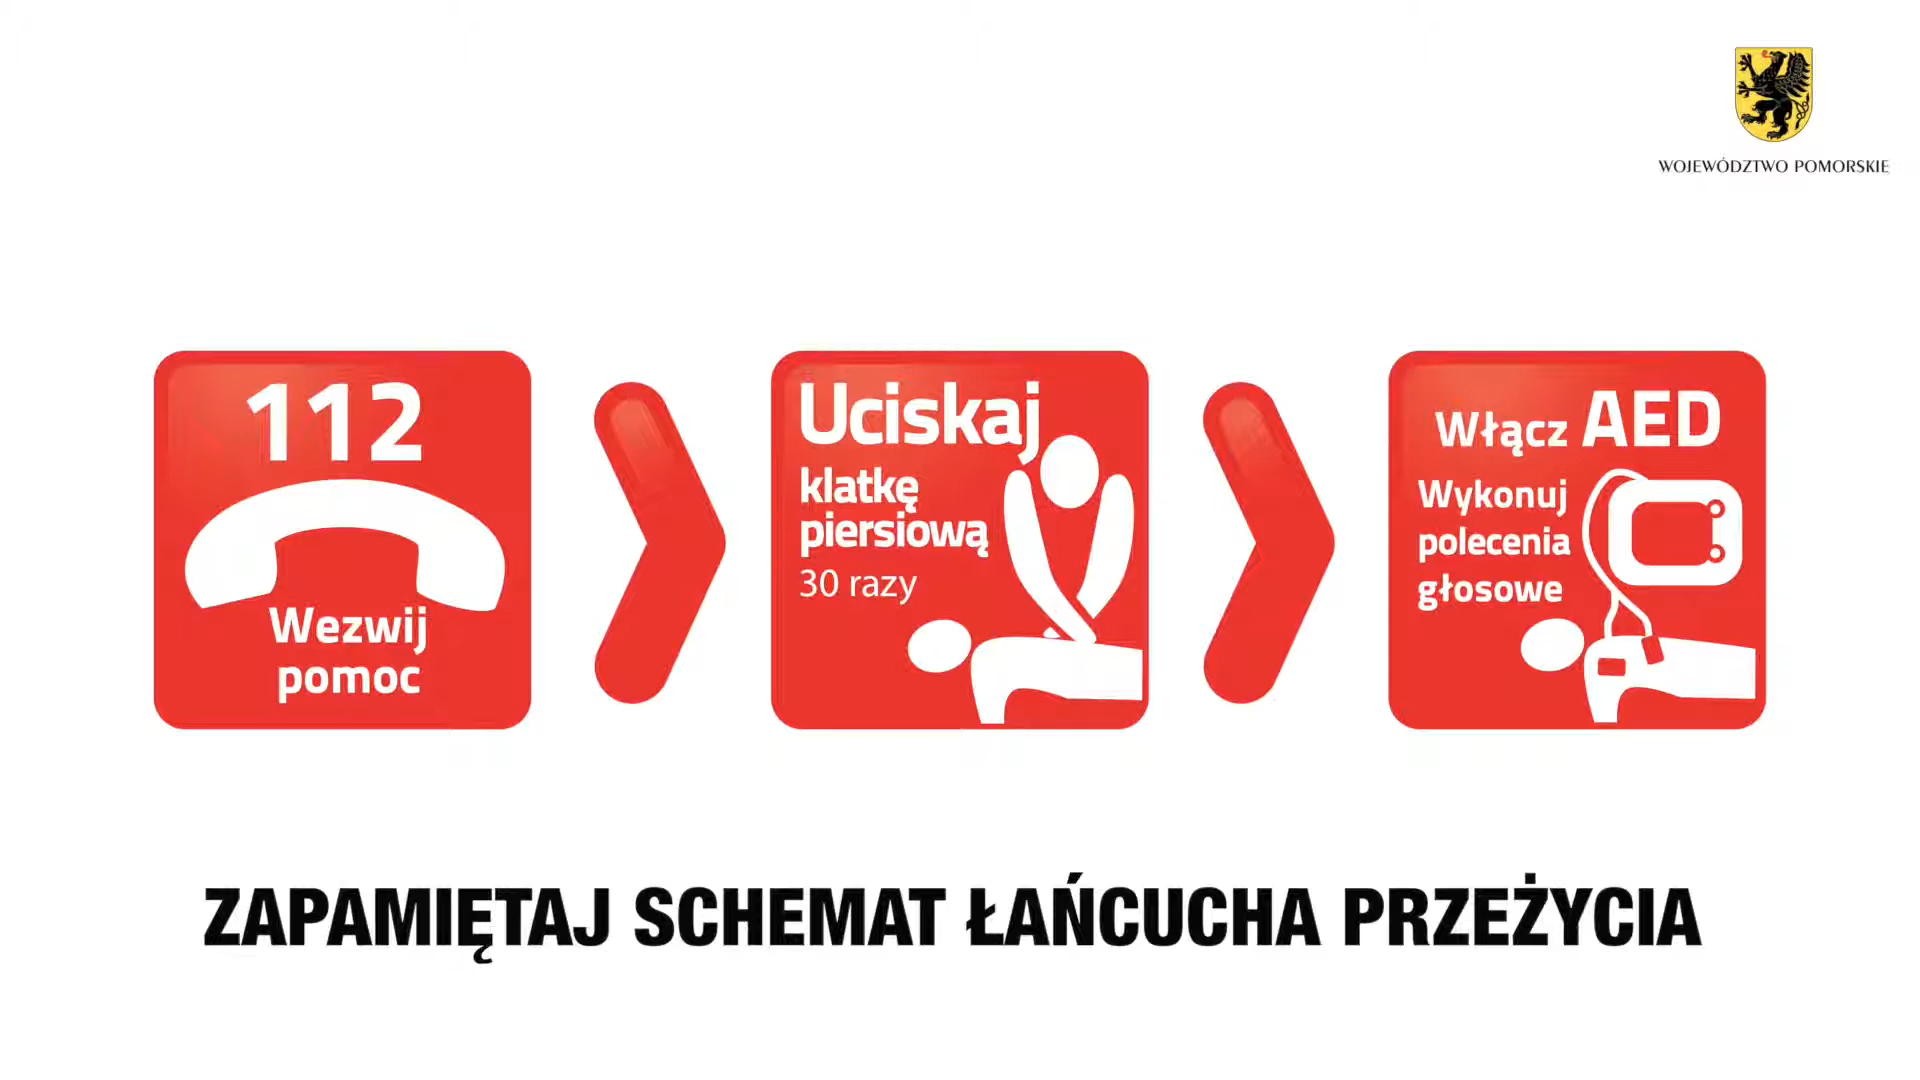 WOJEWÓDZTWO POMORSKIE
112
Wezwij
pomoc
Uciskaj
klatkę
piersiową
30 razy
Włącz AED
Wykonuj
polecenia
głosowe
ZAPAMIĘTAJ SCHEMAT ŁAŃCUCHA PRZEŻYCIA